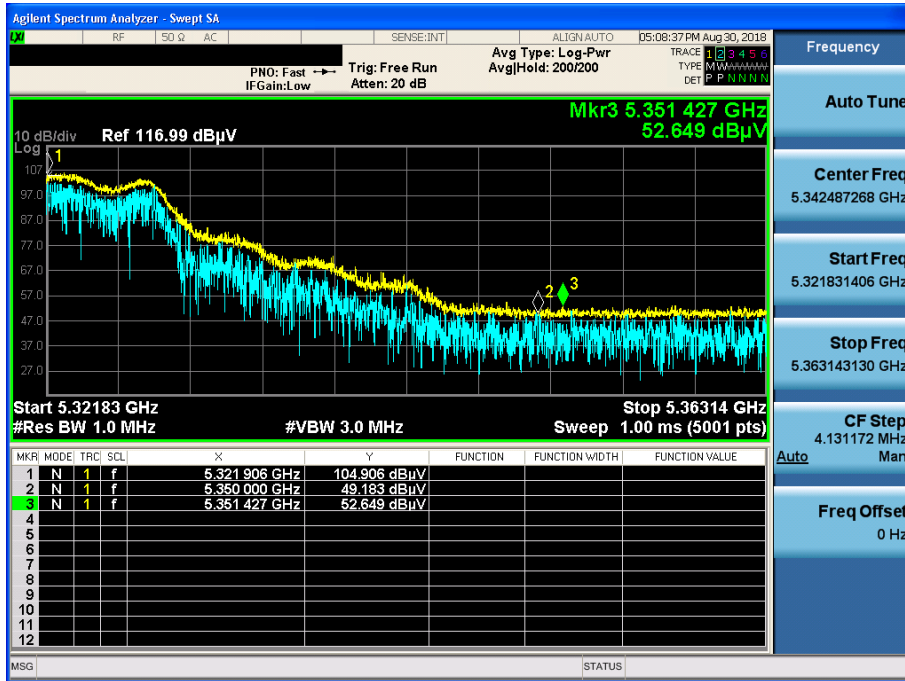 Agilent Spectrum Analyzer - Swept SA
LXI RF 50 Ω AC SENSE:INT ALIGN AUTO 05:08:37 PM Aug 30, 2018
Frequency
PNO: Fast Trig: Free Run Avg Type: Log-Pwr TRACE 1 2 3 4 5 6
IFGain:Low Atten: 20 dB Avg|Hold: 200/200 TYPE M W
DET P P N N N N
Auto Tune
Mkr3 5.351 427 GHz
52.649 dBµV
10 dB/div Ref 116.99 dBµV
Log
1
107
97.0
87.0
77.0
67.0
57.0
47.0
37.0
27.0
2 3
Start 5.32183 GHz Stop 5.36314 GHz
#Res BW 1.0 MHz #VBW 3.0 MHz Sweep 1.00 ms (5001 pts)
Center Freq
5.342487268 GHz
Start Freq
5.321831406 GHz
Stop Freq
5.363143130 GHz
CF Step
4.131172 MHz
Auto Man
Freq Offset
0 Hz
MKR MODE TRC SCL X Y FUNCTION FUNCTION WIDTH FUNCTION VALUE
1 N 1 f 5.321 906 GHz 104.906 dBµV
2 N 1 f 5.350 000 GHz 49.183 dBµV
3 N 1 f 5.351 427 GHz 52.649 dBµV
4
5
6
7
8
9
10
11
12
MSG STATUS